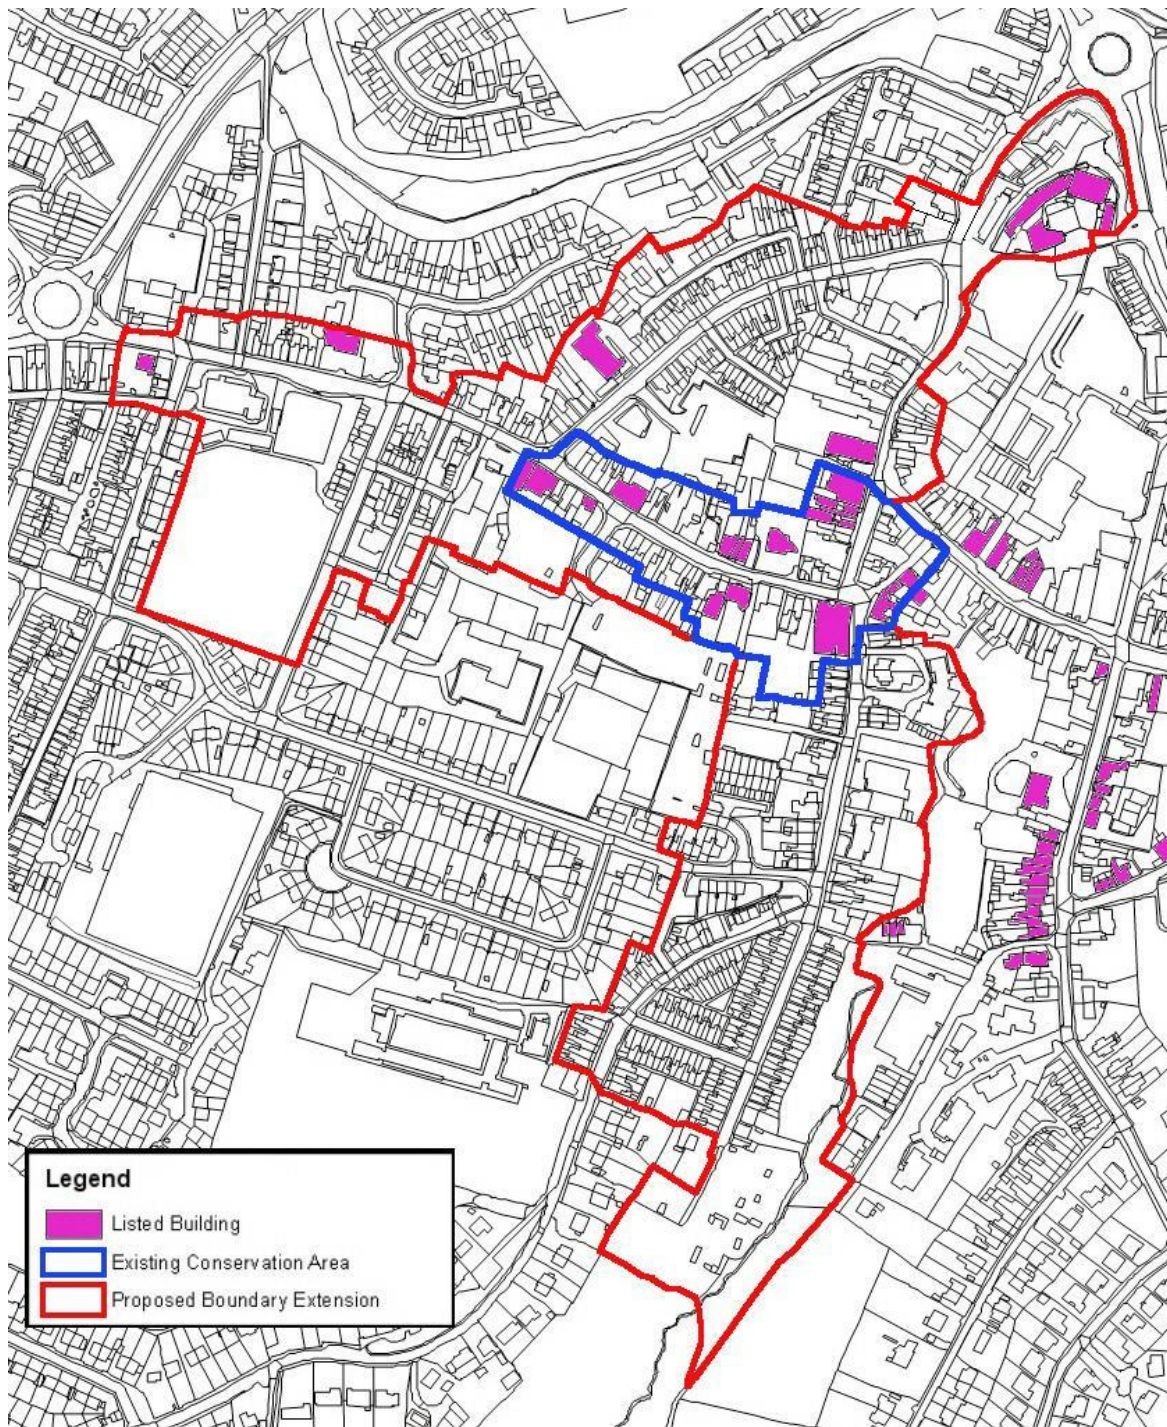 Legend
Listed Building
Existing Conservation Area
Proposed Boundary Extension